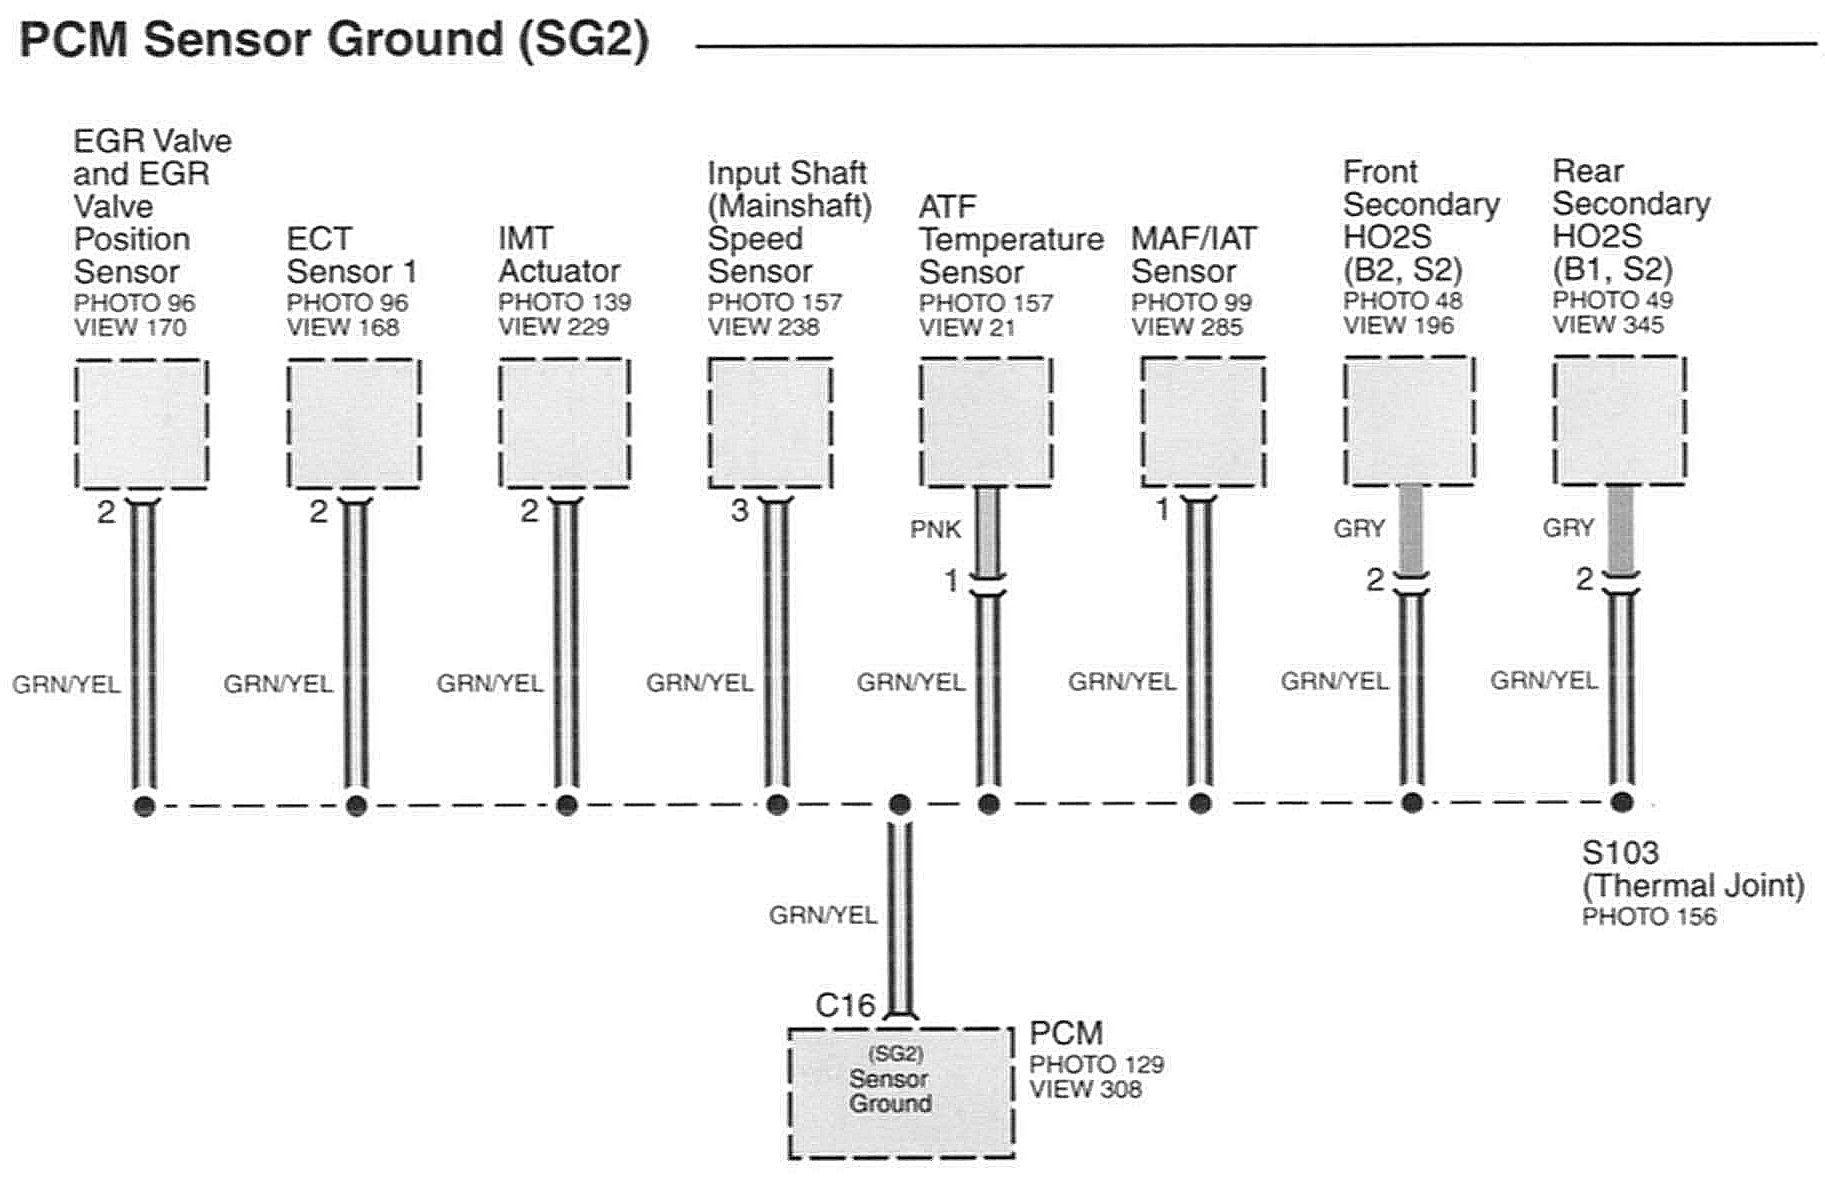 PCM Sensor Ground (SG2)
EGR Valve
and EGR
Valve
Position
Sensor
PHOTO 96
VIEW 170
ECT
Sensor 1
PHOTO 96
VIEW 168
IMT
Actuator
PHOTO 139
VIEW 229
Input Shaft
(Mainshaft)
Speed
Sensor
PHOTO 157
VIEW 238
ATF
Temperature
Sensor
PHOTO 157
VIEW 21
MAF/IAT
Sensor
PHOTO 99
VIEW 285
Front
Secondary
HO2S
(B2, S2)
PHOTO 48
VIEW 196
Rear
Secondary
HO2S
(B1, S2)
PHOTO 49
VIEW 345
2
2
2
3
PNK
1
1
GRY
2
GRY
2
GRN/YEL
GRN/YEL
GRN/YEL
GRN/YEL
GRN/YEL
GRN/YEL
GRN/YEL
GRN/YEL
S103
(Thermal Joint)
PHOTO 156
GRN/YEL
C16
(SG2)
Sensor
Ground
PCM
PHOTO 129
VIEW 308